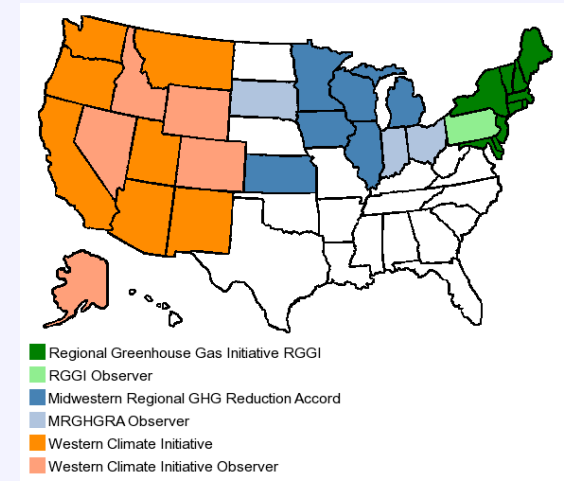 Regional Greenhouse Gas Initiative RGGI
RGGI Observer
Midwestern Regional GHG Reduction Accord
MRGHGRA Observer
Western Climate Initiative
Western Climate Initiative Observer